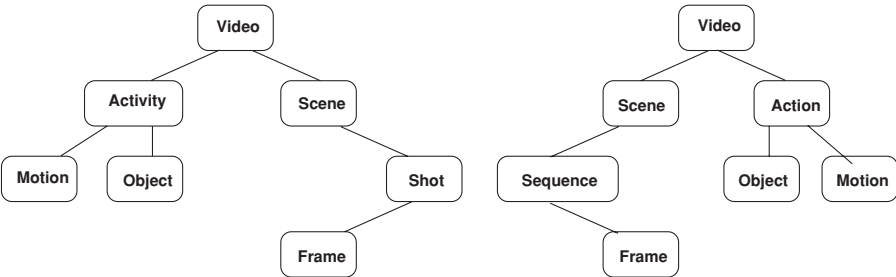 Video
Activity
Scene
Motion
Object
Shot
Frame
Video
Scene
Action
Sequence
Object
Motion
Frame